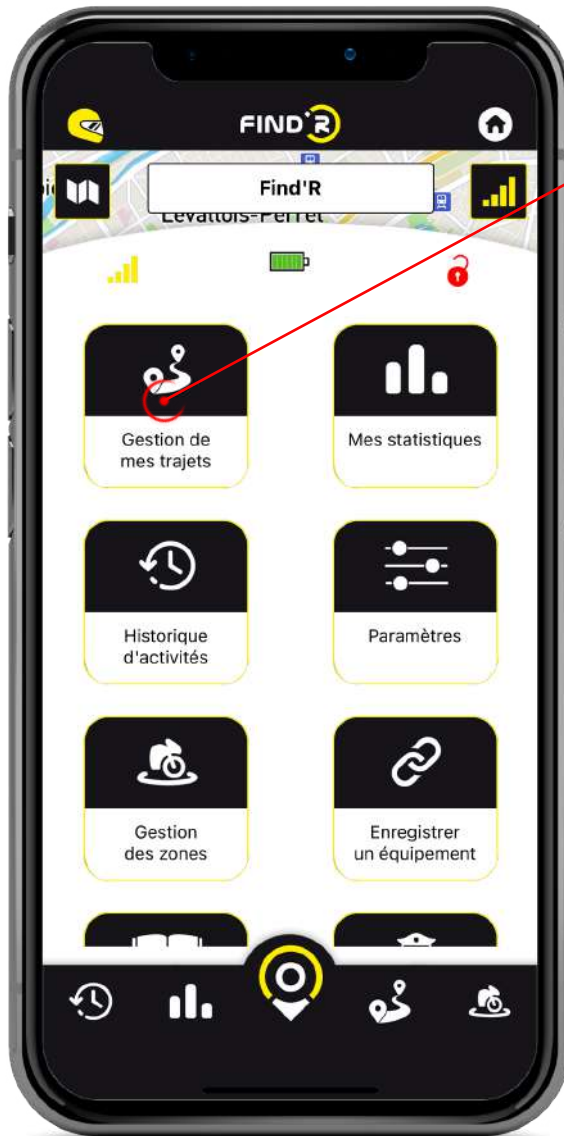 FIND'R
Find'R
Levallois-Perret
Gestion de
mes trajets
Mes statistiques
Historique
d'activités
Paramètres
Gestion
des zones
Enregistrer
un équipement